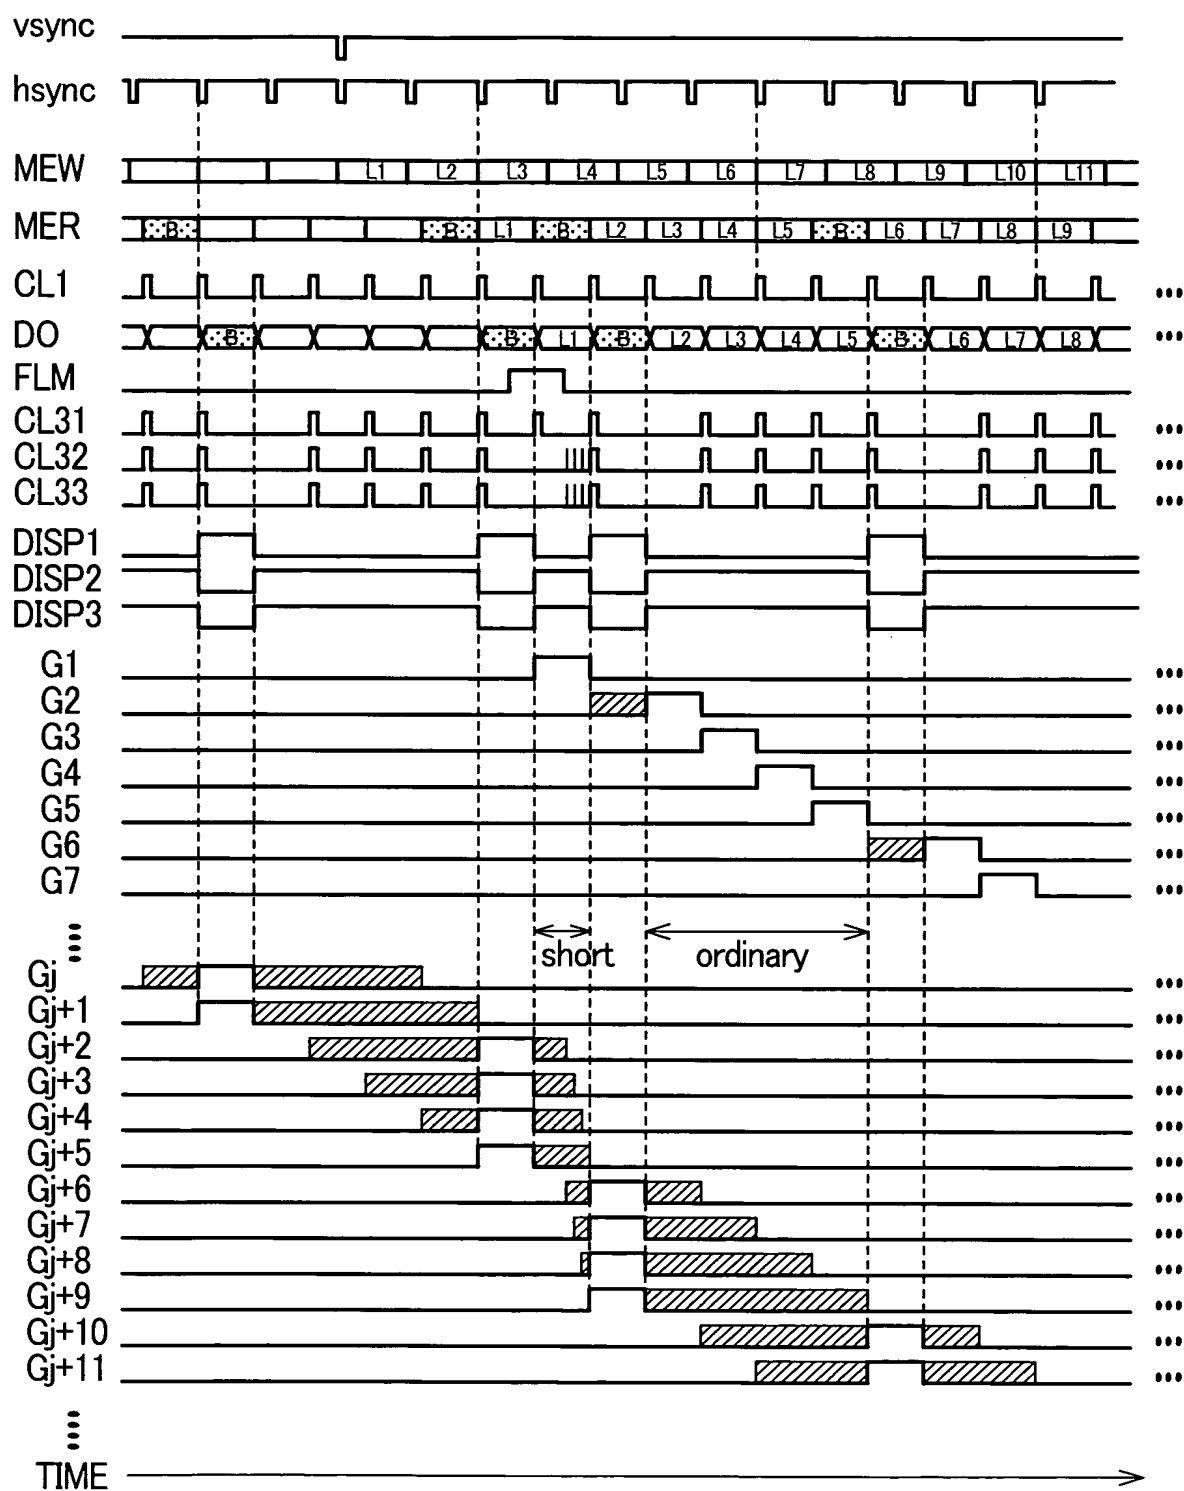 vsync
hsync
MEW L1 L2 L3 L4 L5 L6 L7 L8 L9 L10 L11
MER B B L1 B L2 L3 L4 L5 B L6 L7 L8 L9
CL1 •••
DO B B L1 B L2 L3 L4 L5 B L6 L7 L8 •••
FLM
CL31 •••
CL32 •••
CL33 •••
DISP1
DISP2
DISP3
G1 •••
G2 •••
G3 •••
G4 •••
G5 •••
G6 •••
G7 •••
short ordinary
Gj •••
Gj+1 •••
Gj+2 •••
Gj+3 •••
Gj+4 •••
Gj+5 •••
Gj+6 •••
Gj+7 •••
Gj+8 •••
Gj+9 •••
Gj+10 •••
Gj+11 •••
TIME